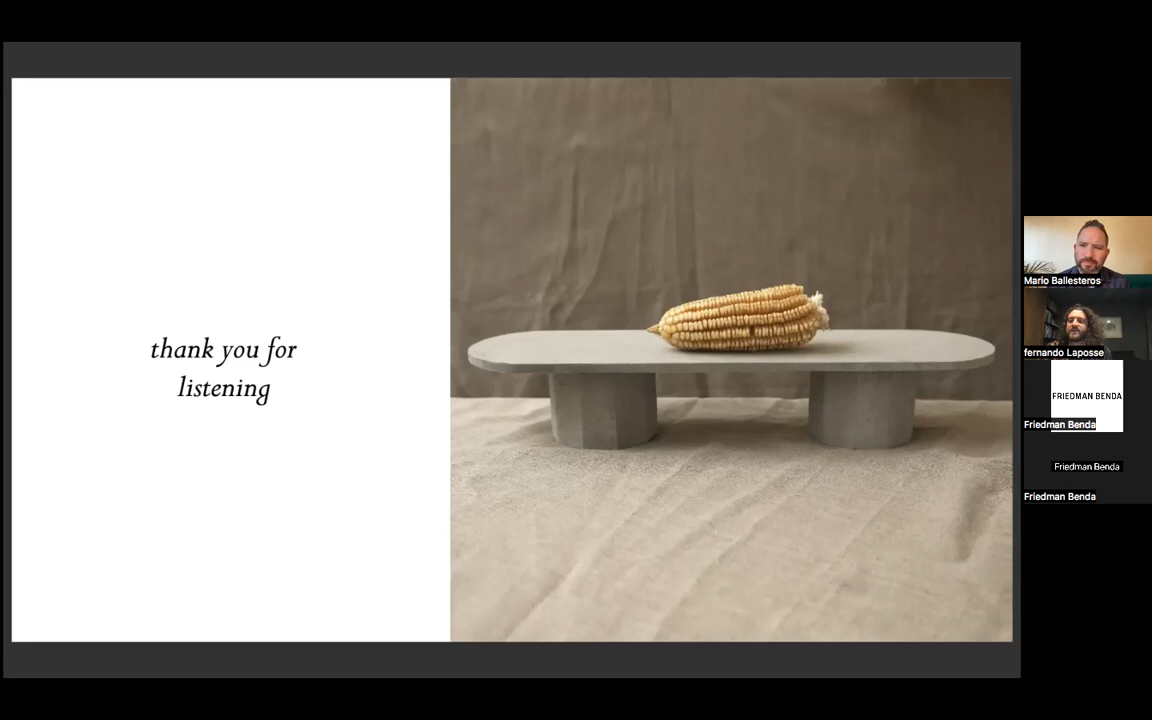 thank you for
listening
Mario Ballesteros
fernando Laposse
FRIEDMAN BENDA
Friedman Benda
Friedman Benda
Friedman Benda